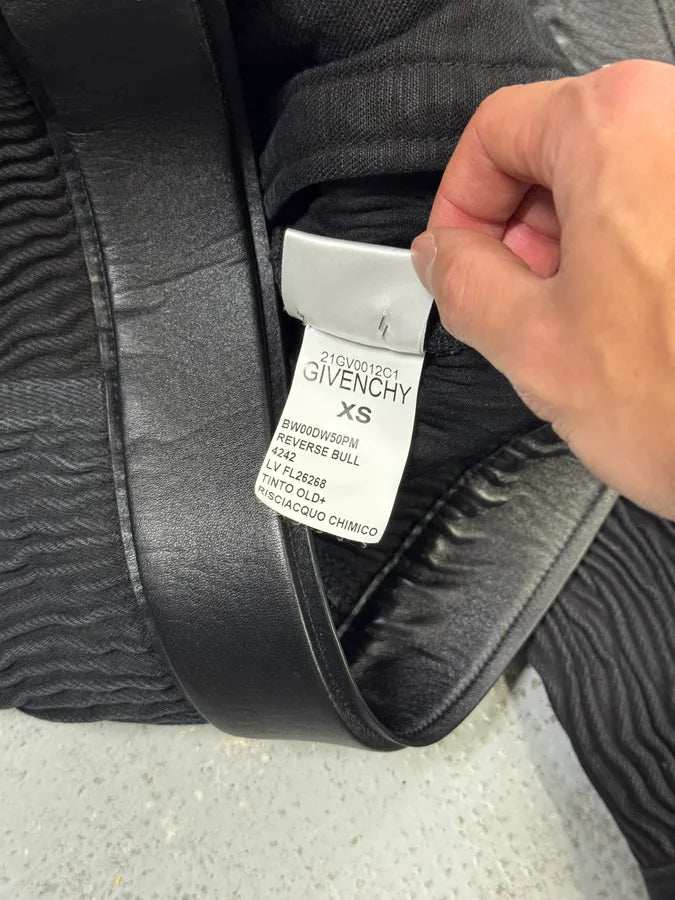 21GV0012C1
GIVENCHY
XS
BW00DW50PM
REVERSE BULL
4242
LV FL26268
TINTO OLD+
RISCIACQUO CHIMICO